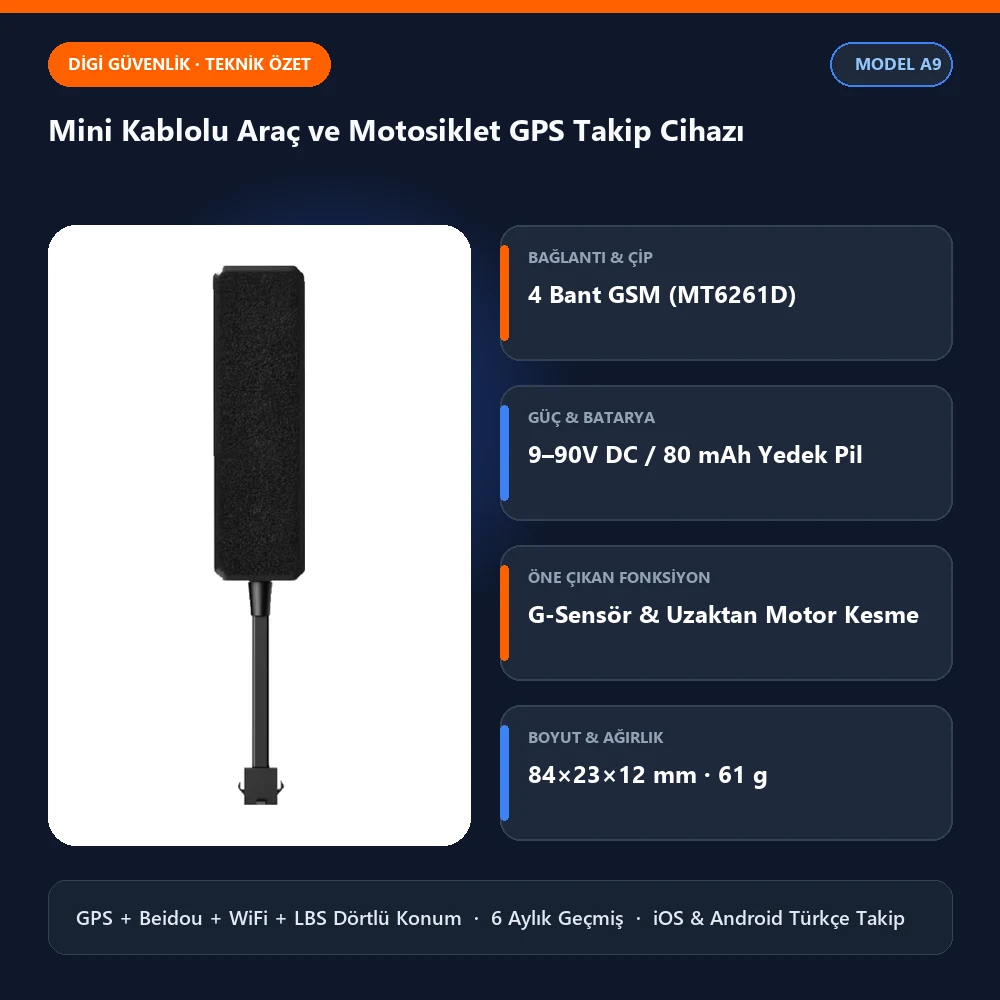 DİGİ GÜVENLİK · TEKNİK ÖZET
MODEL A9
Mini Kablolu Araç ve Motosiklet GPS Takip Cihazı
BAĞLANTI & ÇİP
4 Bant GSM (MT6261D)
GÜÇ & BATARYA
9–90V DC / 80 mAh Yedek Pil
ÖNE ÇIKAN FONKSİYON
G-Sensör & Uzaktan Motor Kesme
BOYUT & AĞIRLIK
84×23×12 mm · 61 g
GPS + Beidou + WiFi + LBS Dörtlü Konum · 6 Aylık Geçmiş · iOS & Android Türkçe Takip